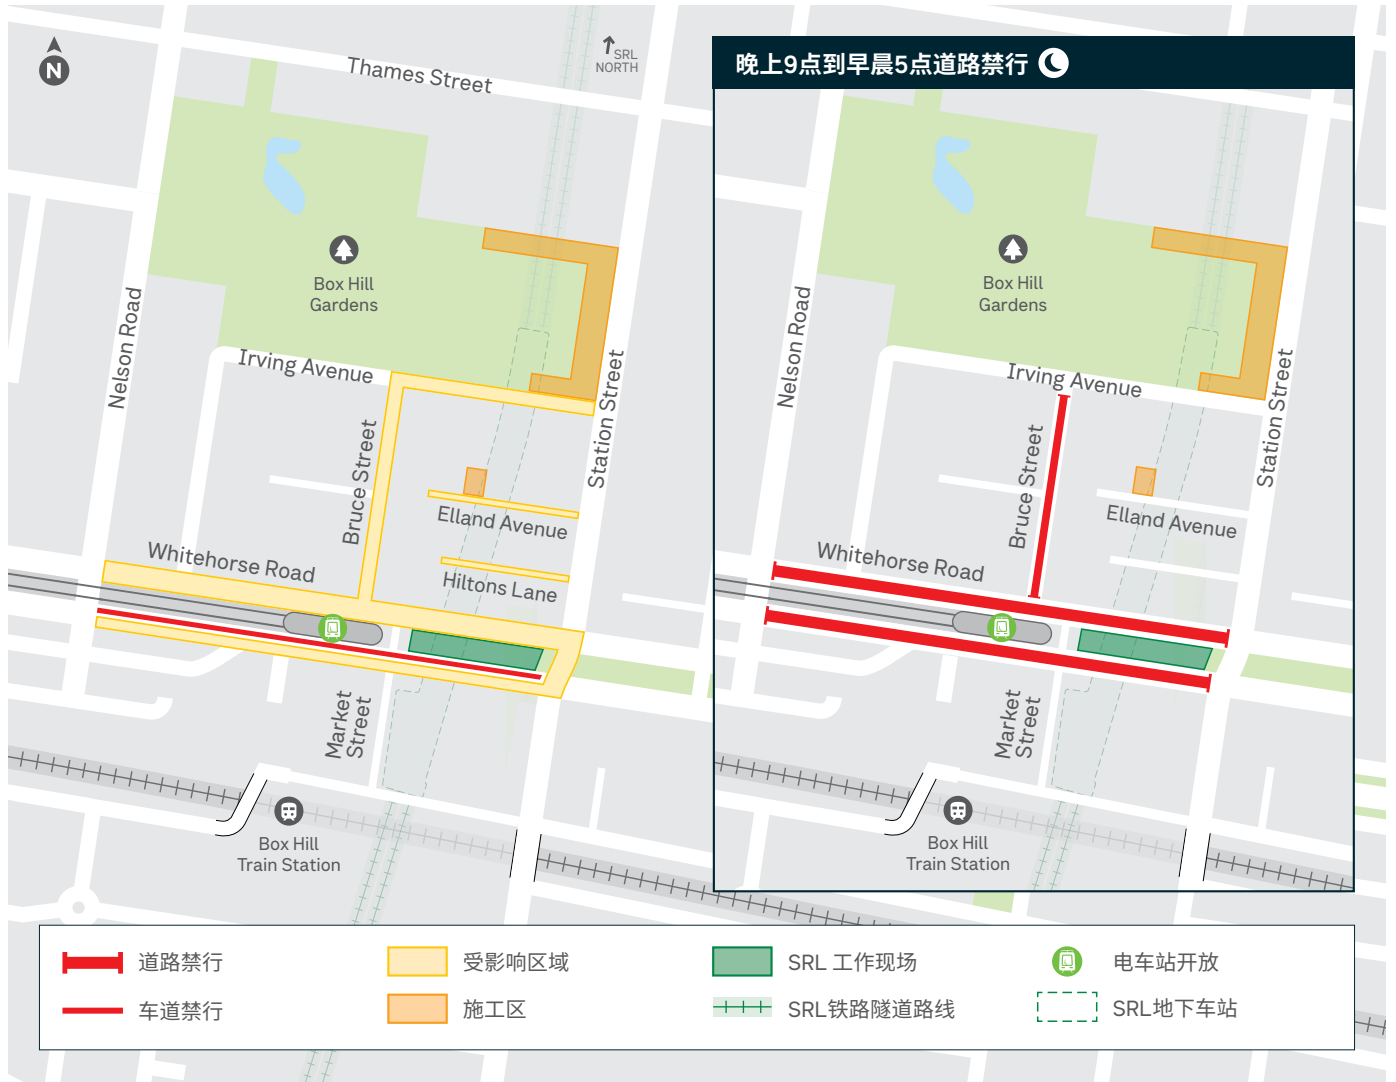 N
Thames Street
SRL
NORTH
Box Hill
Gardens
Nelson Road
Irving Avenue
Station Street
Bruce Street
Elland Avenue
Whitehorse Road
Hiltons Lane
Market
Street
Box Hill
Train Station
晚上9点到早晨5点道路禁行
Box Hill
Gardens
Nelson Road
Irving Avenue
Station Street
Bruce Street
Elland Avenue
Whitehorse Road
Market
Street
Box Hill
Train Station
道路禁行
受影响区域
SRL 工作现场
电车站开放
车道禁行
施工区
SRL铁路隧道路线
SRL地下车站